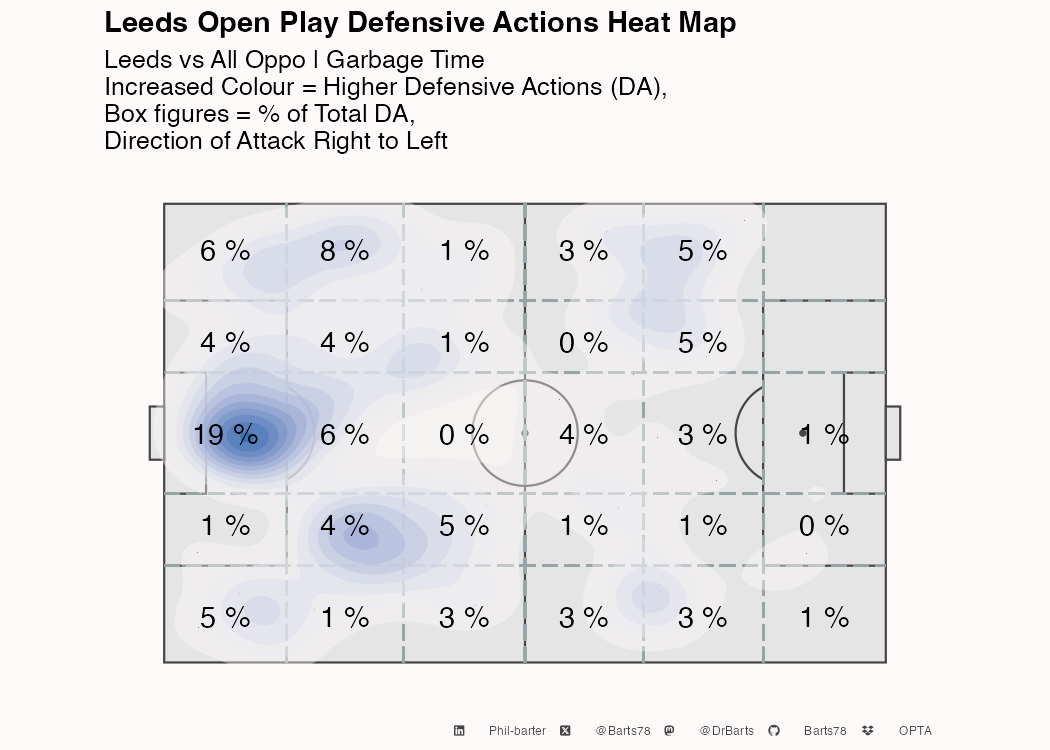 Leeds Open Play Defensive Actions Heat Map
Leeds vs All Oppo | Garbage Time
Increased Colour = Higher Defensive Actions (DA),
Box figures = % of Total DA,
Direction of Attack Right to Left
6 % 8 % 1 % 3 % 5 %
4 % 4 % 1 % 0 % 5 %
19 % 6 % 0 % 4 % 3 % 1 %
1 % 4 % 5 % 1 % 1 % 0 %
5 % 1 % 3 % 3 % 3 % 1 %
Phil-barter @Barts78 @DrBarts Barts78 OPTA